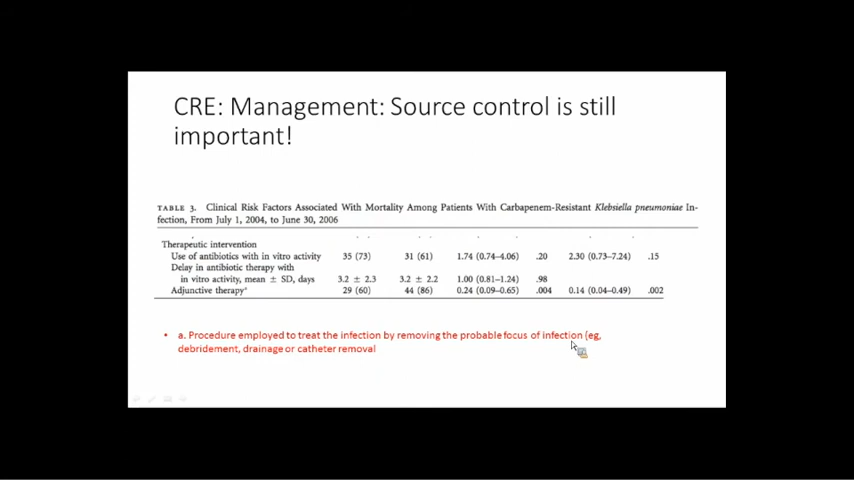 CRE: Management: Source control is still
important!
TABLE 3. Clinical Risk Factors Associated With Mortality Among Patients With Carbapenem-Resistant Klebsiella pneumoniae In-
fection, From July 1, 2004, to June 30, 2006
Therapeutic intervention
Use of antibiotics with in vitro activity 35 (73) 31 (61) 1.74 (0.74–4.06) .20 2.30 (0.73–7.24) .15
Delay in antibiotic therapy with
in vitro activity, mean ± SD, days 3.2 ± 2.3 3.2 ± 2.2 1.00 (0.81–1.24) .98
Adjunctive therapyᵃ 29 (60) 44 (86) 0.24 (0.09–0.65) .004 0.14 (0.04–0.49) .002
• a. Procedure employed to treat the infection by removing the probable focus of infection (eg,
debridement, drainage or catheter removal